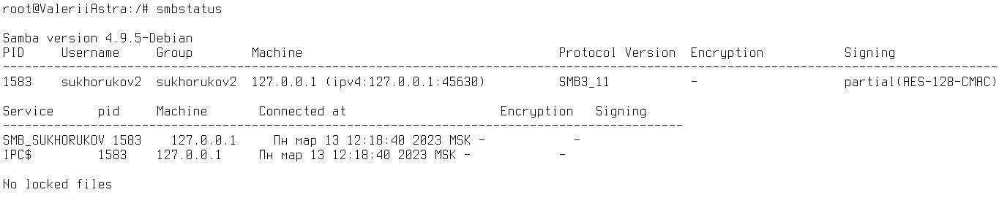 root@ValeriiAstra:/# smbstatus

Samba version 4.9.5-Debian
PID     Username     Group        Machine                                   Protocol Version  Encryption           Signing
----------------------------------------------------------------------------------------------------------------------------------------
1583    sukhorukov2  sukhorukov2  127.0.0.1 (ipv4:127.0.0.1:45630)          SMB3_11           -                    partial(AES-128-CMAC)

Service      pid     Machine       Connected at                     Encryption   Signing
---------------------------------------------------------------------------------------------
SMB_SUKHORUKOV 1583    127.0.0.1     Пн мар 13 12:18:40 2023 MSK -            -
IPC$         1583    127.0.0.1     Пн мар 13 12:18:40 2023 MSK -            -

No locked files